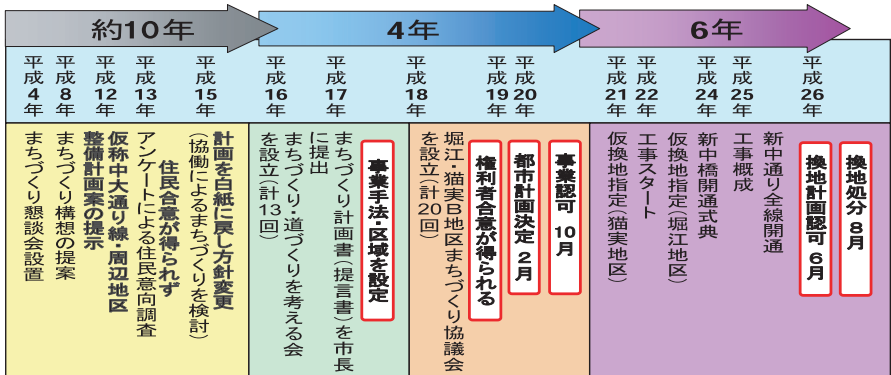 約10年
4年
6年
平成4年
平成8年
平成12年
平成13年
平成15年
平成16年
平成17年
平成18年
平成19年
平成20年
平成21年
平成22年
平成24年
平成25年
平成26年
まちづくり懇談会設置
まちづくり構想の提案
仮称中大通り線・周辺地区
整備計画案の提示
アンケートによる住民意向調査
住民合意が得られず
計画を白紙に戻し方針変更
(協働によるまちづくりを検討)
まちづくり・道づくりを考える会
を設立(計13回)
まちづくり計画書(提言書)を市長
に提出
事業手法・区域を設定
堀江・猫実B地区まちづくり協議会
を設立(計20回)
権利者合意が得られる
都市計画決定 2月
事業認可 10月
仮換地指定(猫実地区)
工事スタート
仮換地指定(堀江地区)
新中橋開通式典
工事概成
新中通り全線開通
換地計画認可 6月
換地処分 8月